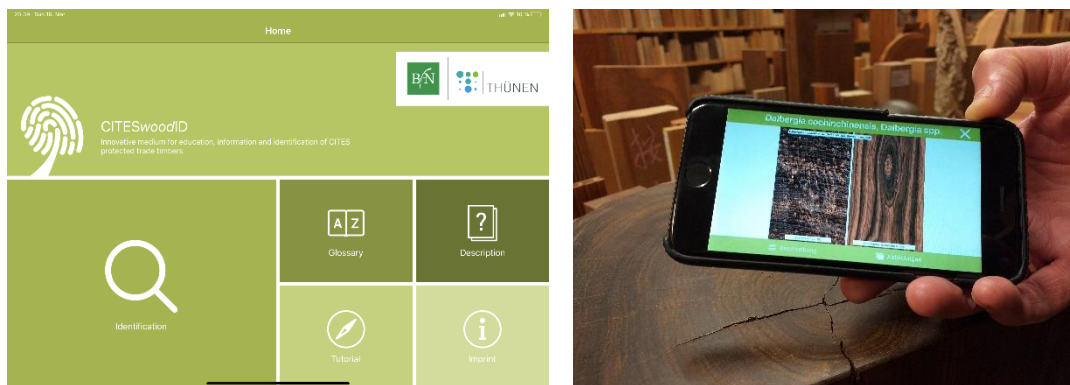 Home
BfN
THÜNEN
CITESwoodID
Innovative medium for education, information and identification of CITES
protected trade timbers
A Z
?
Glossary
Description
Identification
i
Tutorial
Imprint
Dalbergia cochinchinensis, Dalbergia spp.